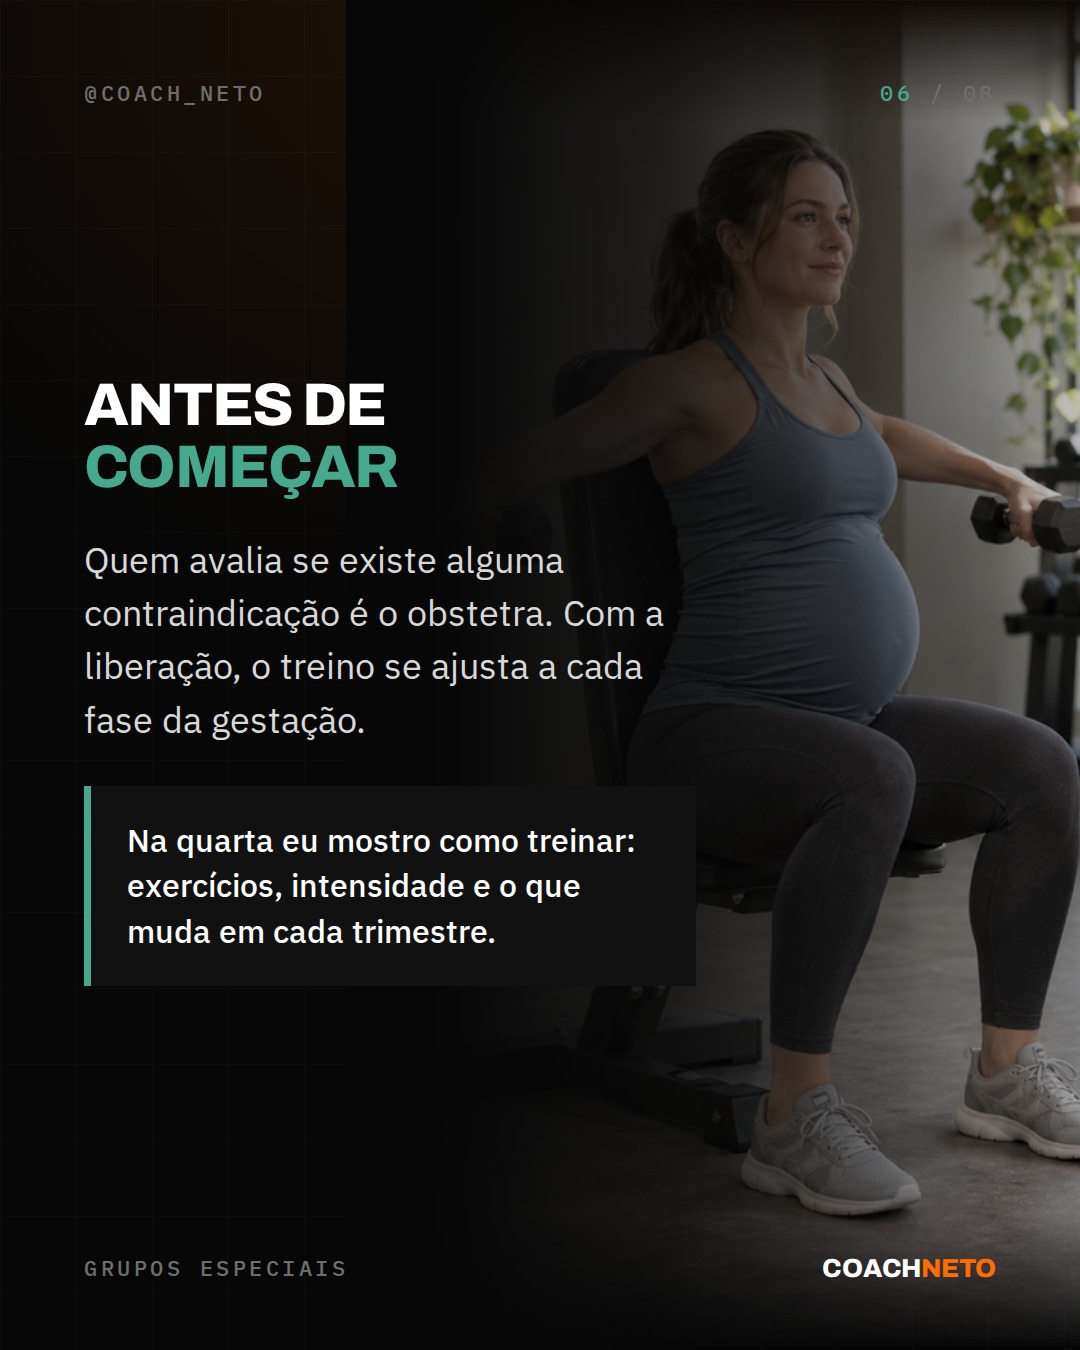 @COACH_NETO
06 / 08
ANTES DE
COMEÇAR
Quem avalia se existe alguma
contraindicação é o obstetra. Com a
liberação, o treino se ajusta a cada
fase da gestação.
Na quarta eu mostro como treinar:
exercícios, intensidade e o que
muda em cada trimestre.
GRUPOS ESPECIAIS
COACHNETO